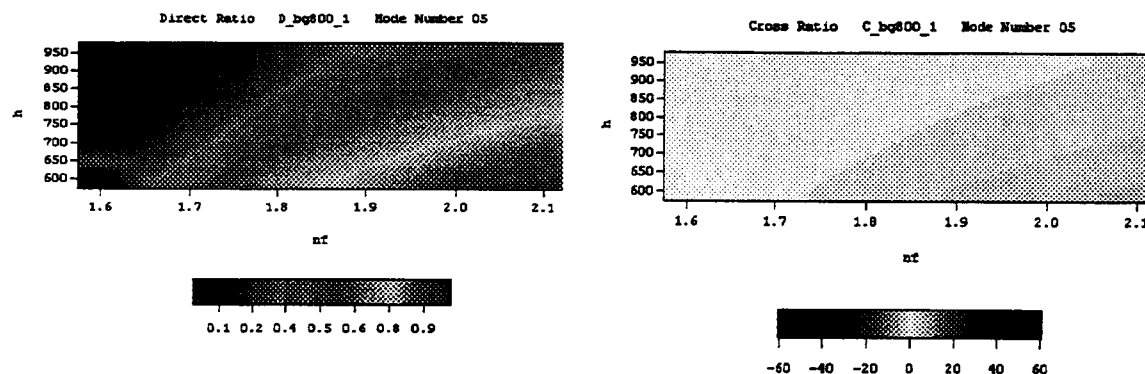 Direct Ratio D_bg800_1 Mode Number 05
h
950
900
850
800
750
700
650
600
1.6 1.7 1.8 1.9 2.0 2.1
nf
0.1 0.2 0.4 0.5 0.6 0.8 0.9
Cross Ratio C_bg800_1 Mode Number 05
h
950
900
850
800
750
700
650
600
1.6 1.7 1.8 1.9 2.0 2.1
nf
-60 -40 -20 0 20 40 60